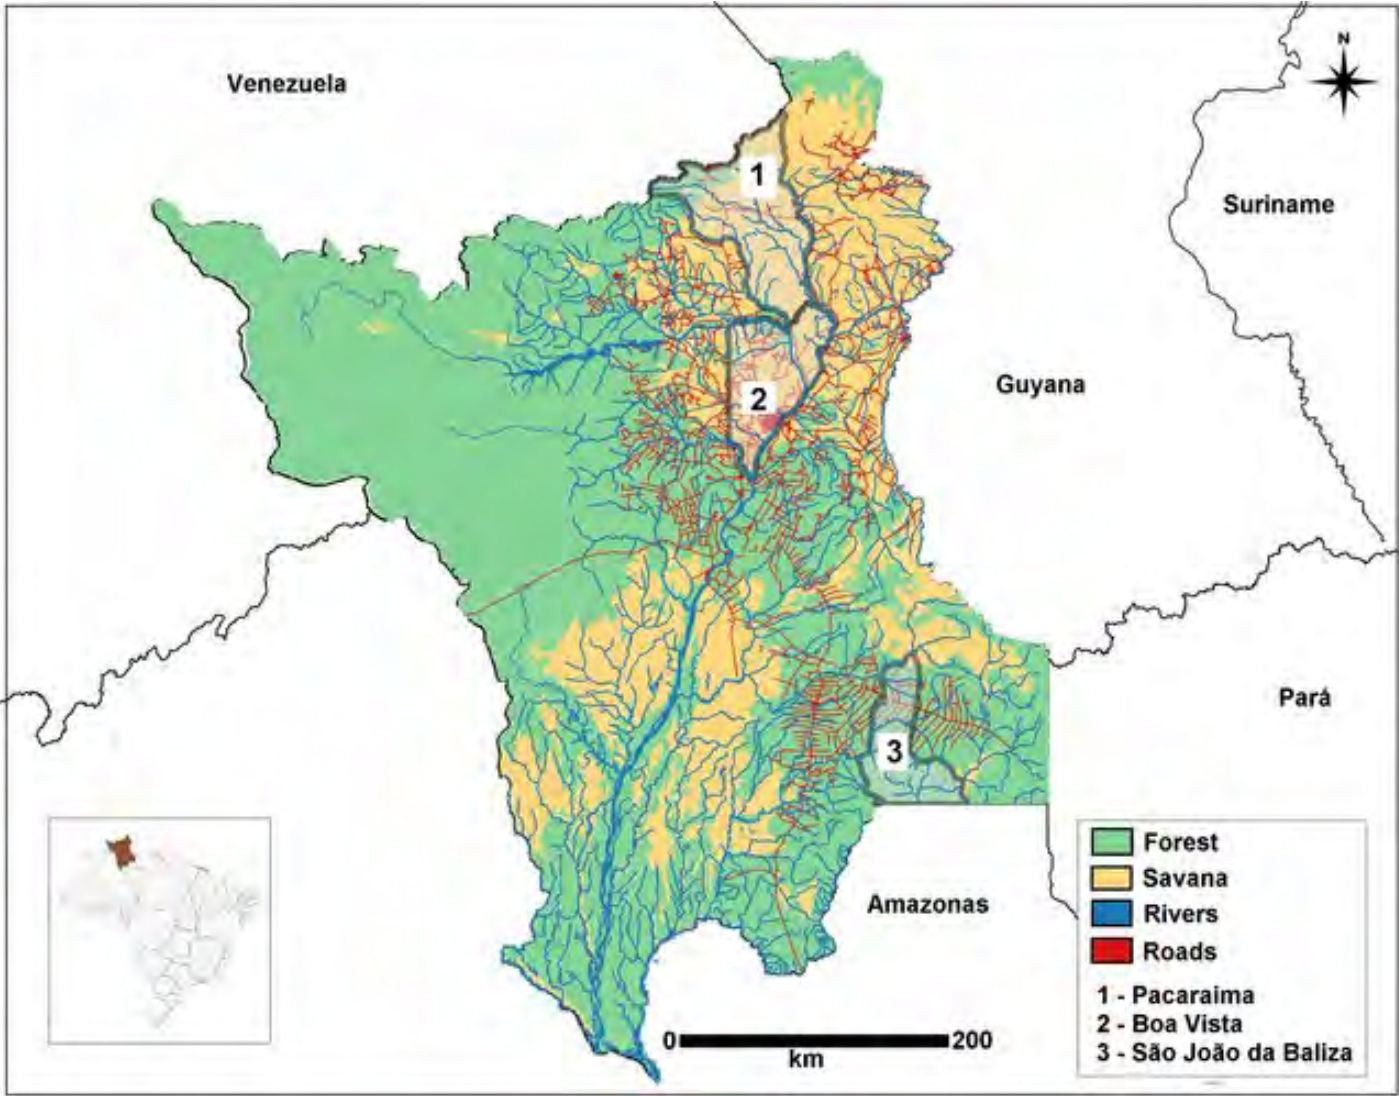 N
Venezuela
1
Suriname
Guyana
2
Pará
3
Forest
Savana
Rivers
Roads
Amazonas
1 - Pacaraima
2 - Boa Vista
3 - São João da Baliza
0 200
km